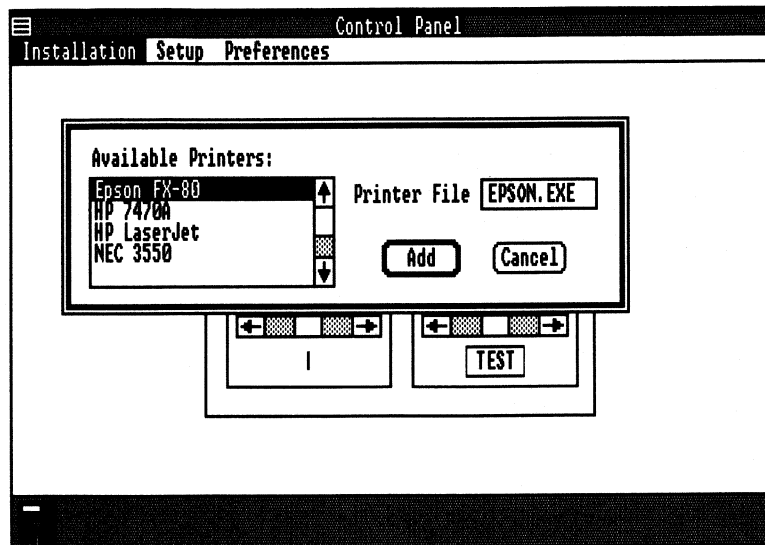 Control Panel
Installation Setup Preferences
Available Printers:
Epson FX-80
HP 7470A
HP LaserJet
NEC 3550
Printer File EPSON.EXE
Add Cancel
TEST